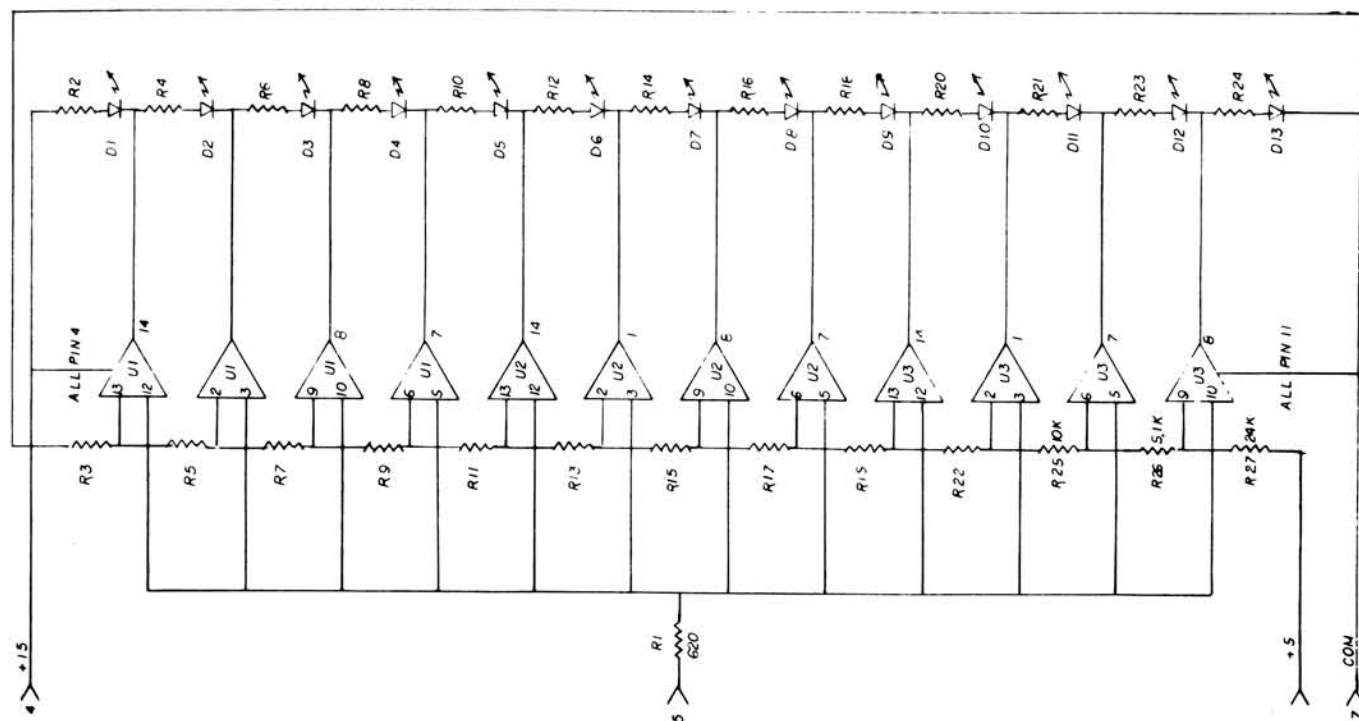 R2 R4 R6 R8 R10 R12 R14 R16 R16 R20 R21 R23 R24
D1 D2 D3 D4 D5 D6 D7 D8 D9 D10 D11 D12 D13
ALL PIN 4
14 8 7 14 1 8 7 14 1 7 8
U1 U1 U1 U1 U2 U2 U2 U2 U3 U3 U3 U3
13 2 9 6 13 2 9 6 13 2 6 9
12 3 10 5 12 3 10 5 12 3 5 10
ALL PIN 11
10K 5.1K 24K
R3 R5 R7 R9 R11 R13 R15 R17 R19 R22 R25 R26 R27
R1
620
+15
4
5
+5
COM
7